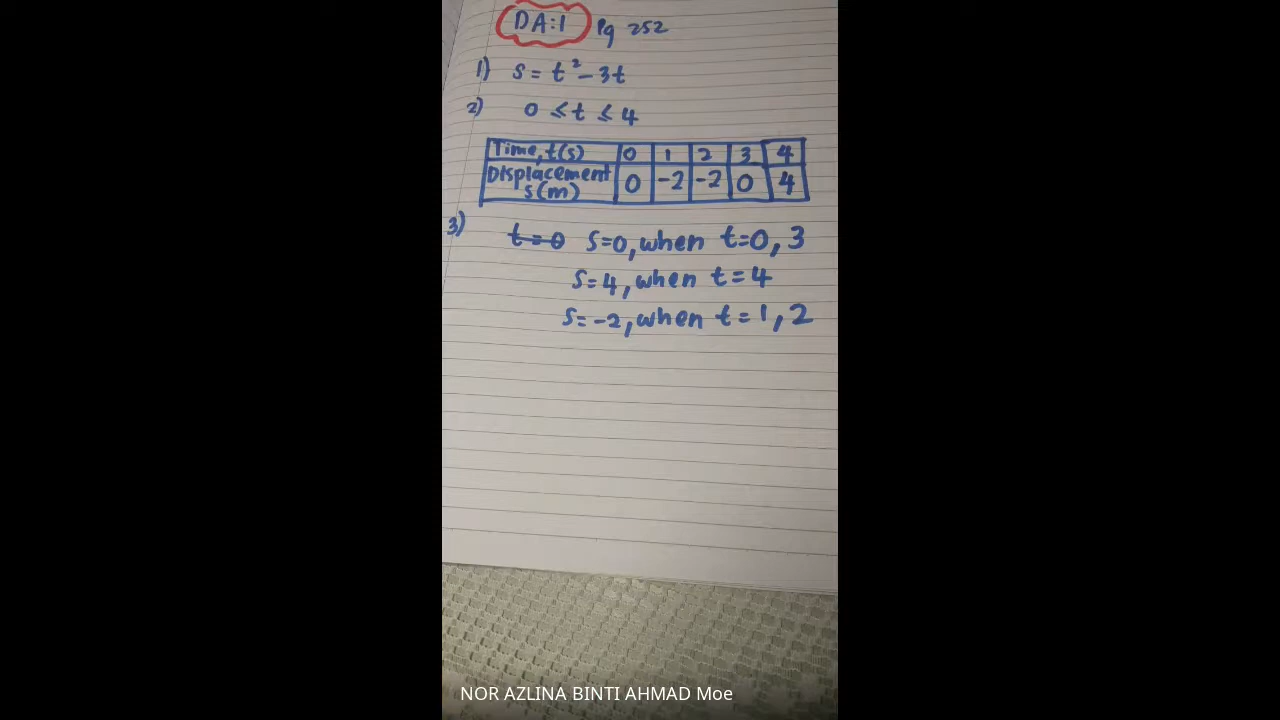 DA:1 Pg 252
1) s = t² - 3t
2) 0 ≤ t ≤ 4
Time,t(s) 0 1 2 3 4
Displacement s(m) 0 -2 -2 0 4
3) t = 0 s=0, when t=0, 3
s=4, when t = 4
s= -2, when t = 1, 2
NOR AZLINA BINTI AHMAD Moe